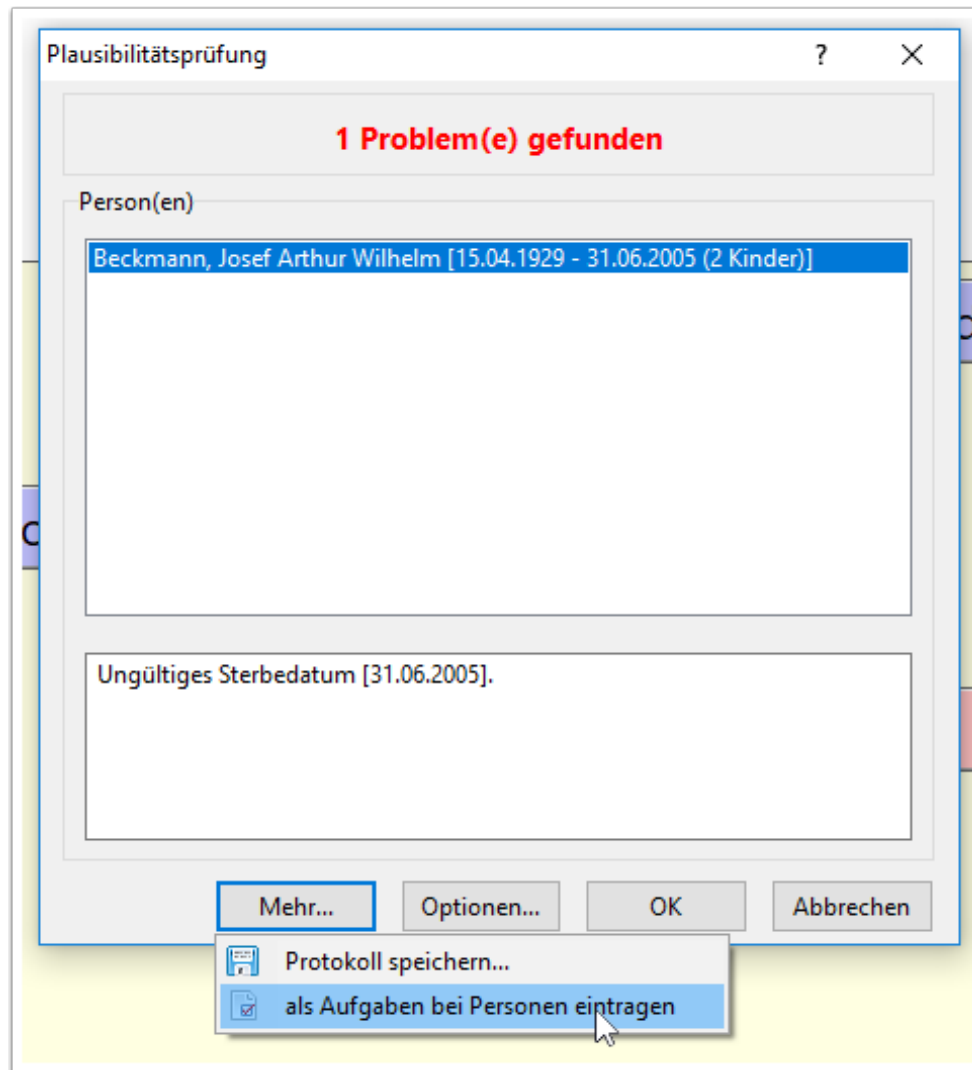 Plausibilitätsprüfung ?
1 Problem(e) gefunden
Person(en)
Beckmann, Josef Arthur Wilhelm [15.04.1929 - 31.06.2005 (2 Kinder)]
Ungültiges Sterbedatum [31.06.2005].
Mehr... Optionen... OK Abbrechen
Protokoll speichern...
als Aufgaben bei Personen eintragen